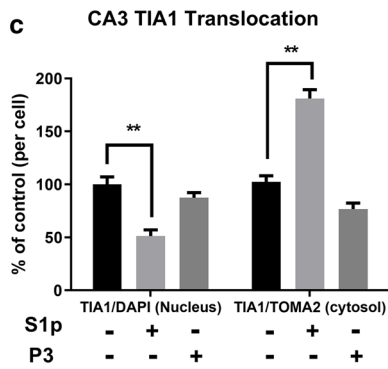 c
CA3 TIA1 Translocation
% of control (per cell)
200
150
100
50
0
**
**
TIA1/DAPI (Nucleus) TIA1/TOMA2 (cytosol)
S1p - + - - + -
P3 - - + - - +